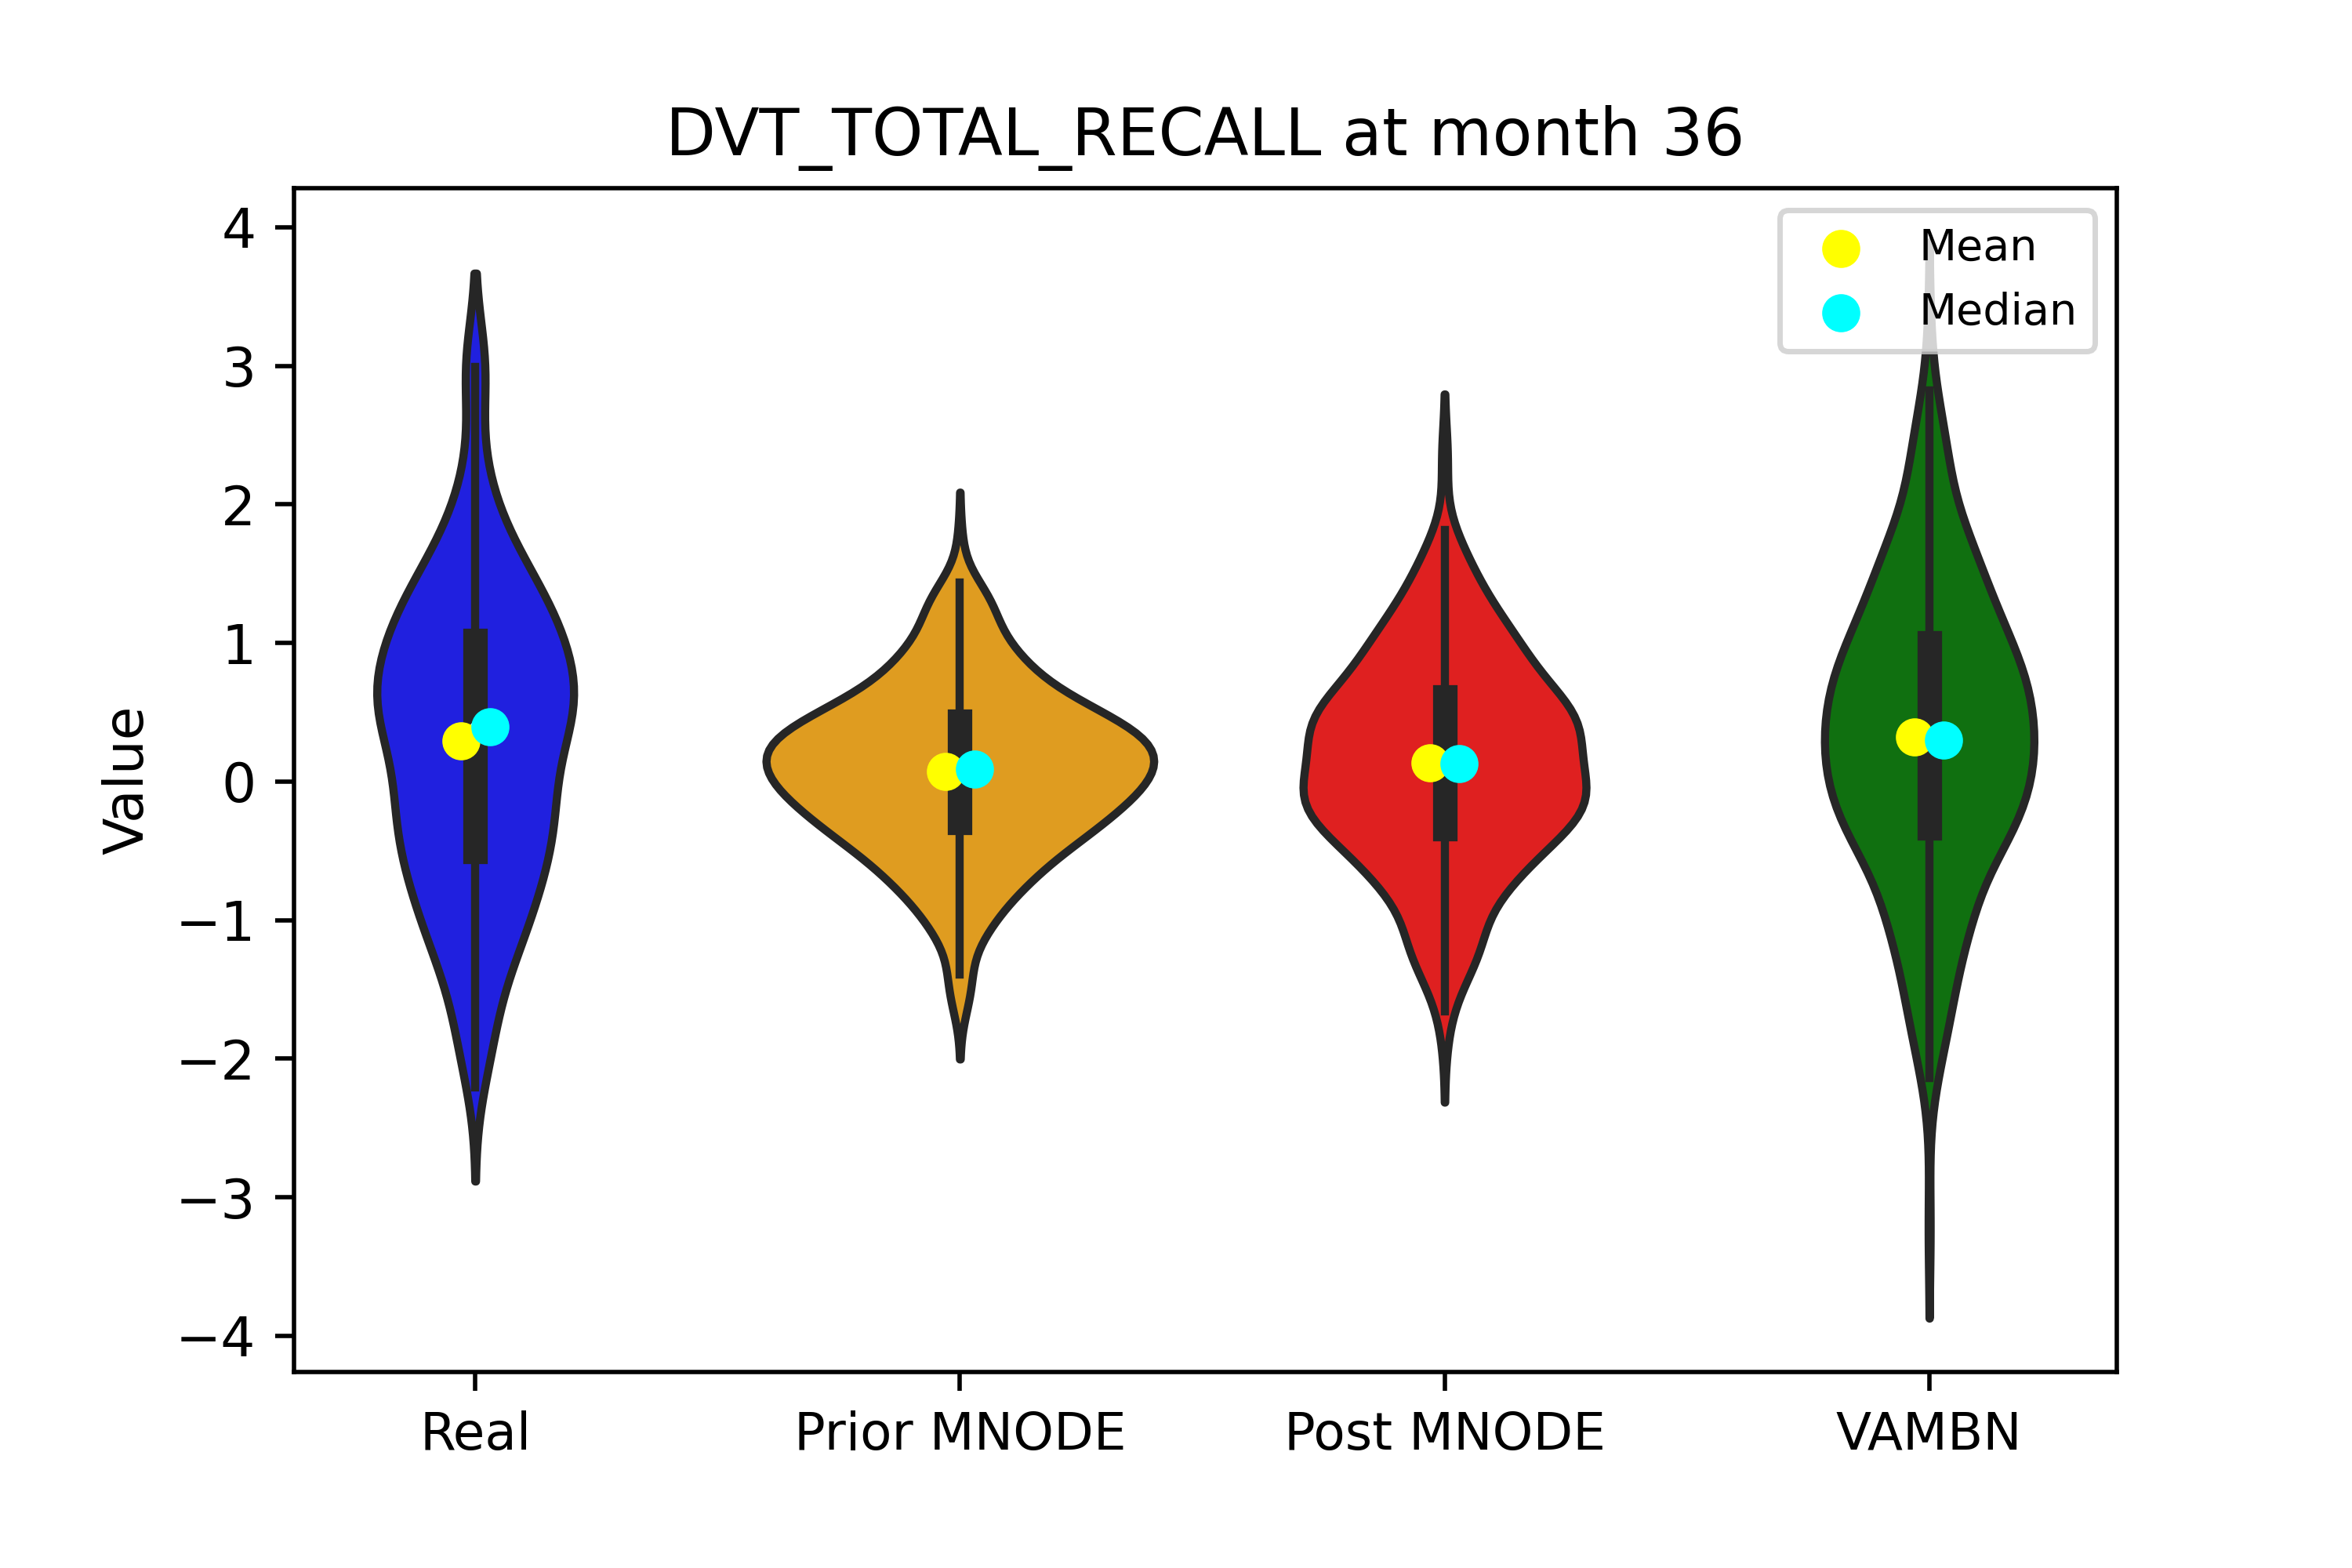 DVT_TOTAL_RECALL at month 36
Mean
Median
4
3
2
1
0
−1
−2
−3
−4
Value
Real
Prior MNODE
Post MNODE
VAMBN